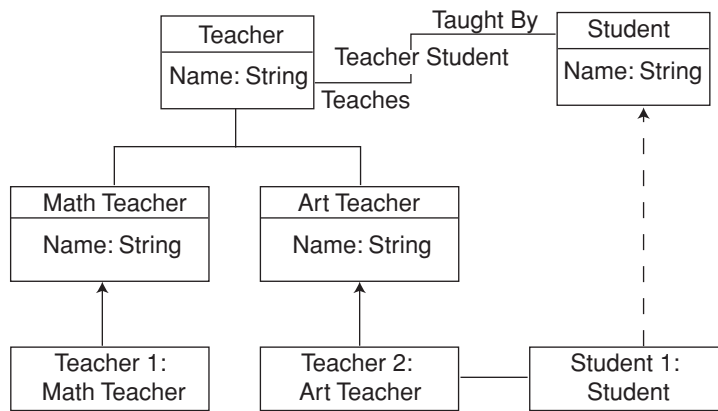 Teacher
Name: String
Taught By
Teacher Student
Teaches
Student
Name: String
Math Teacher
Name: String
Art Teacher
Name: String
Teacher 1:
Math Teacher
Teacher 2:
Art Teacher
Student 1:
Student